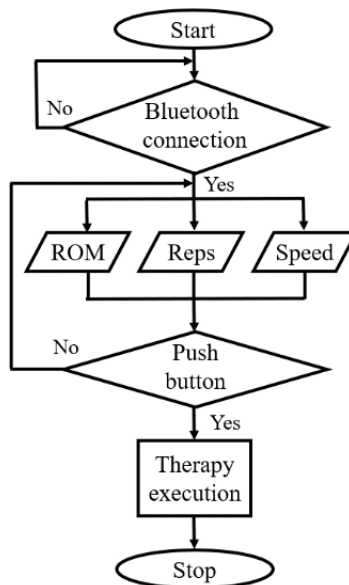 Start
No
Bluetooth
connection
Yes
ROM
Reps
Speed
No
Push
button
Yes
Therapy
execution
Stop